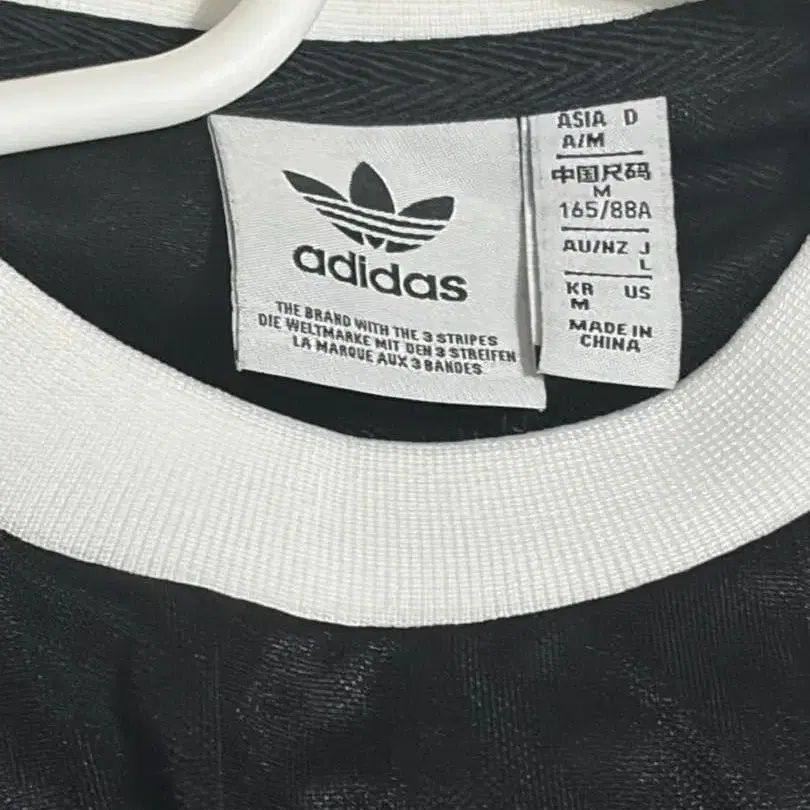 adidas
THE BRAND WITH THE 3 STRIPES
DIE WELTMARKE MIT DEN 3 STREIFEN
LA MARQUE AUX 3 BANDES
ASIA D
A/M
中国尺码
M
165/88A
AU/NZ J
L
KR US
M
MADE IN
CHINA